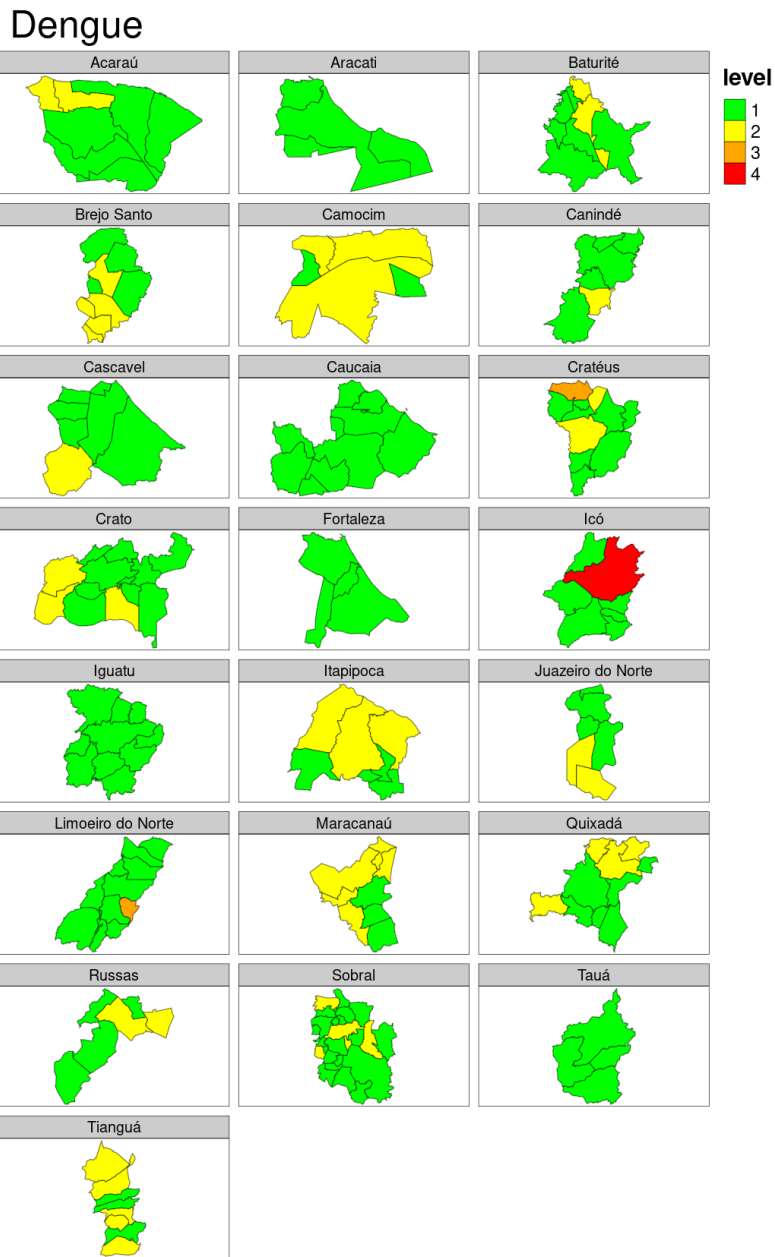 Dengue
Acaraú
Aracati
Baturité
level
1
2
3
4
Brejo Santo
Camocim
Canindé
Cascavel
Caucaia
Cratéus
Crato
Fortaleza
Icó
Iguatu
Itapipoca
Juazeiro do Norte
Limoeiro do Norte
Maracanaú
Quixadá
Russas
Sobral
Tauá
Tianguá